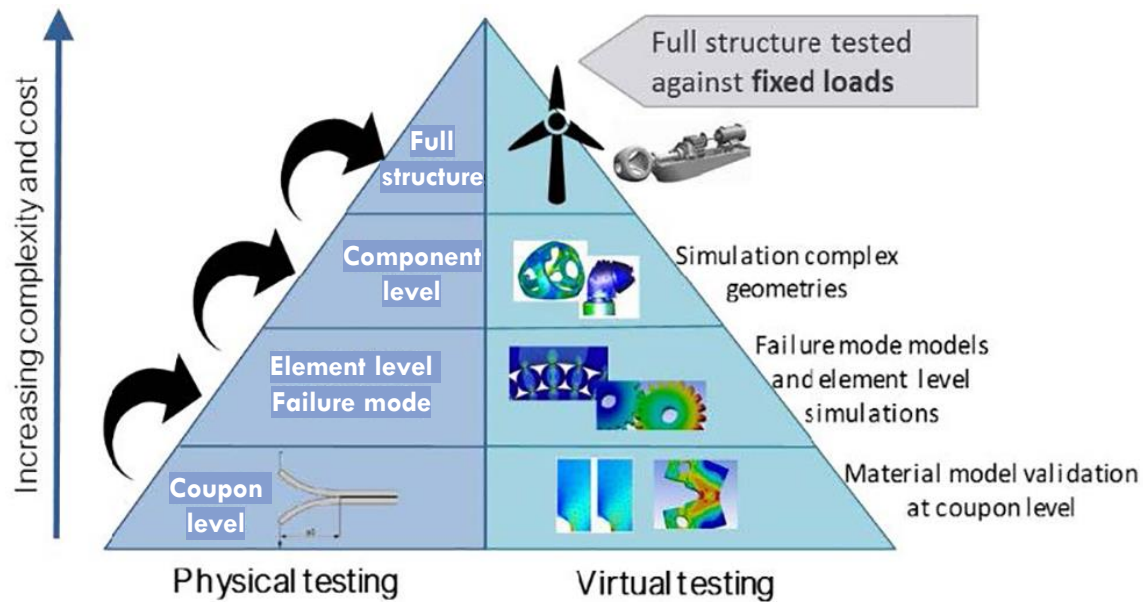 Increasing complexity and cost
Full structure tested
against fixed loads
Full
structure
Component
level
Simulation complex
geometries
Element level
Failure mode
Failure mode models
and element level
simulations
Coupon
level
Material model validation
at coupon level
Physical testing
Virtual testing